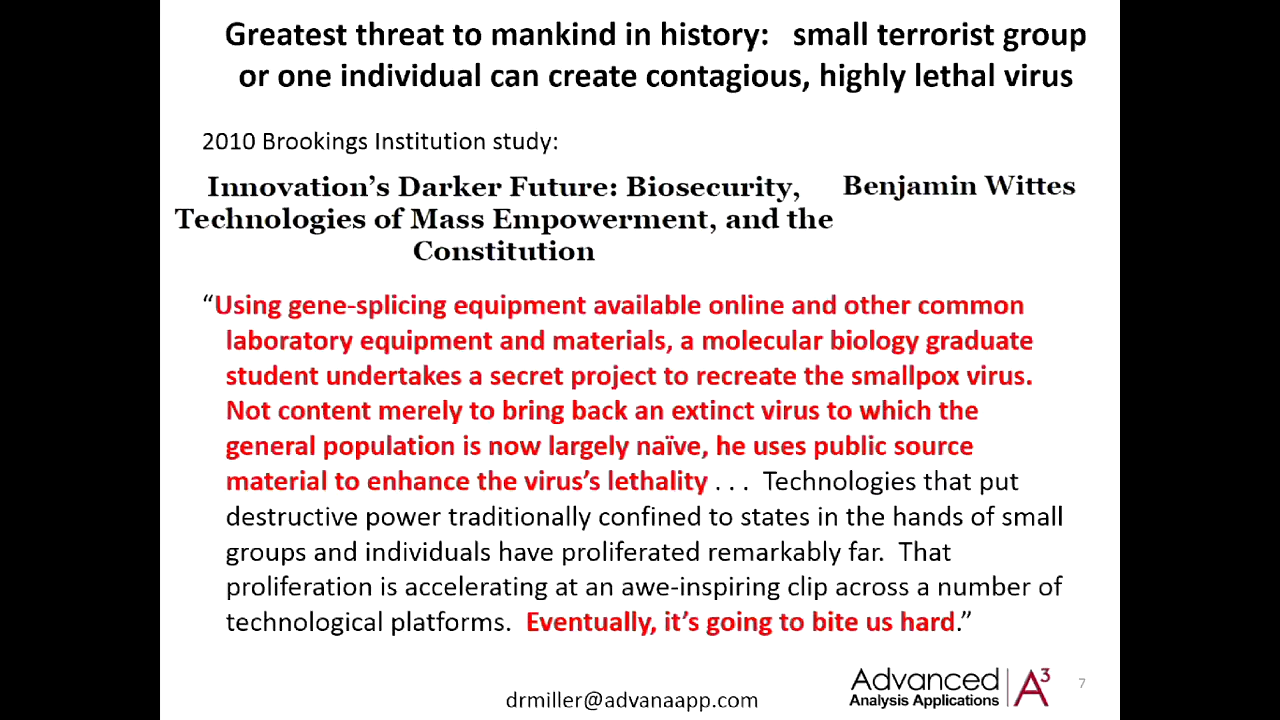 Greatest threat to mankind in history: small terrorist group
or one individual can create contagious, highly lethal virus
2010 Brookings Institution study:
Innovation's Darker Future: Biosecurity, Benjamin Wittes
Technologies of Mass Empowerment, and the
Constitution
“Using gene-splicing equipment available online and other common
laboratory equipment and materials, a molecular biology graduate
student undertakes a secret project to recreate the smallpox virus.
Not content merely to bring back an extinct virus to which the
general population is now largely naïve, he uses public source
material to enhance the virus’s lethality . . . Technologies that put
destructive power traditionally confined to states in the hands of small
groups and individuals have proliferated remarkably far. That
proliferation is accelerating at an awe-inspiring clip across a number of
technological platforms. Eventually, it’s going to bite us hard.”
drmiller@advanaapp.com
Advanced
Analysis Applications
A3
7